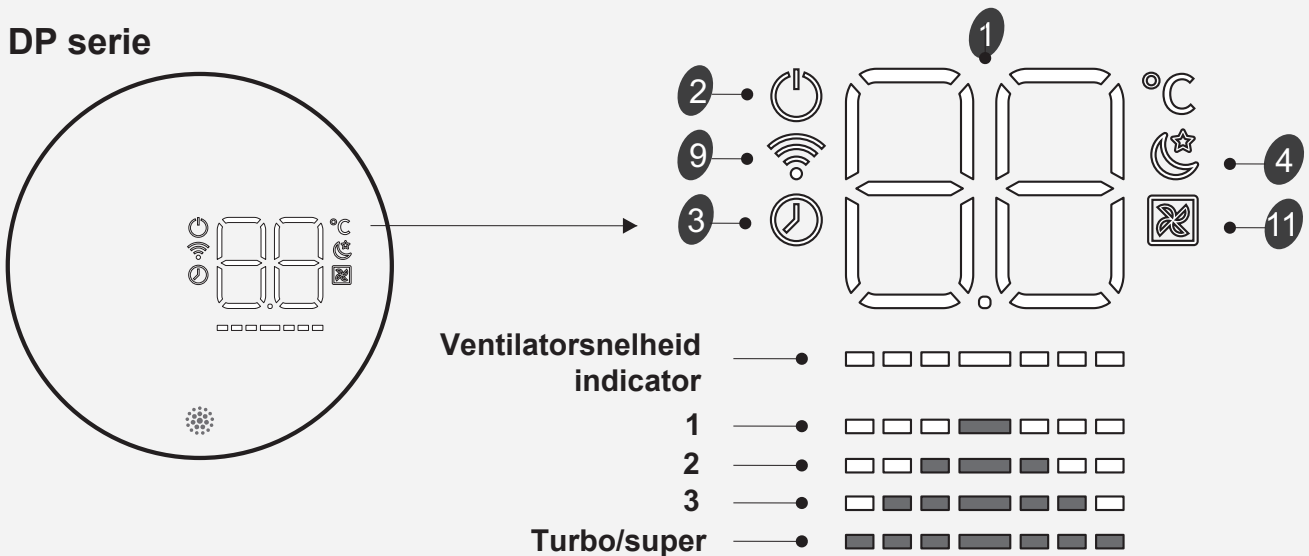 DP serie
1
2
9
3
°C
4
11
°C
Ventilatorsnelheid
indicator
1
2
3
Turbo/super